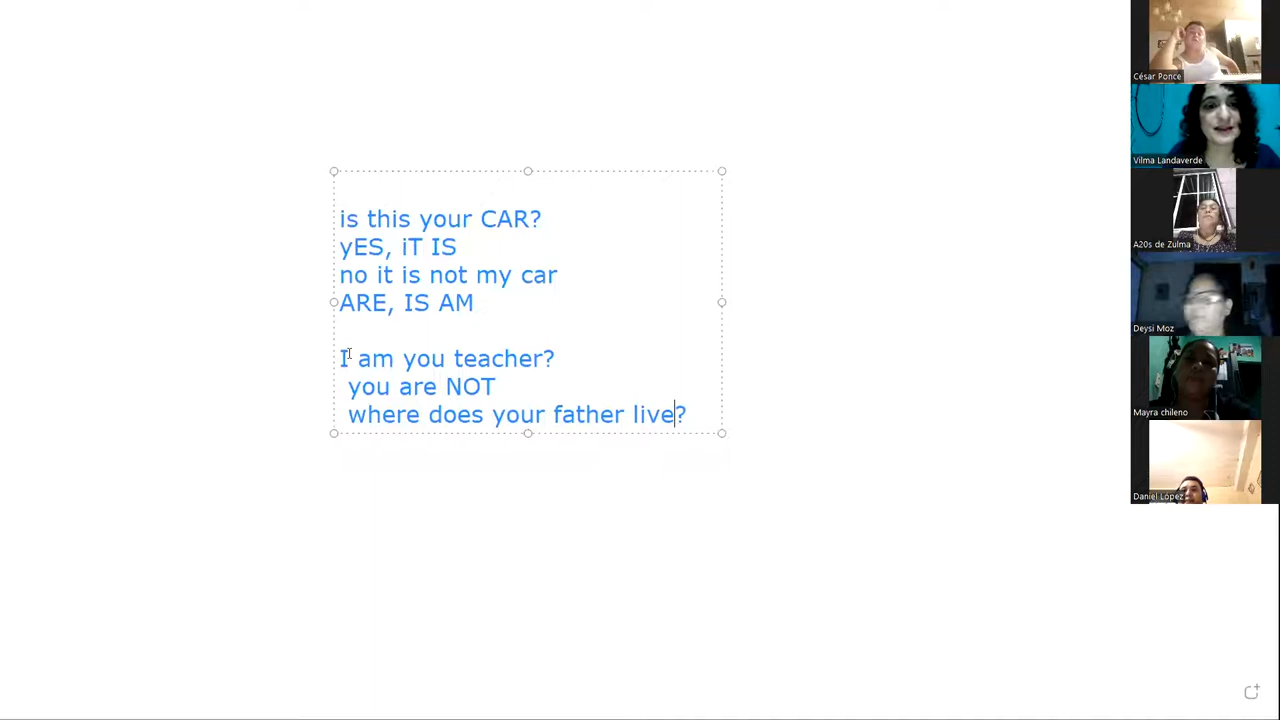 is this your CAR?
yES, iT IS
no it is not my car
ARE, IS AM
I am you teacher?
you are NOT
where does your father live?
César Ponce
Vilma Landaverde
A20s de Zulma
Deysi Moz
Mayra chileno
Daniel López